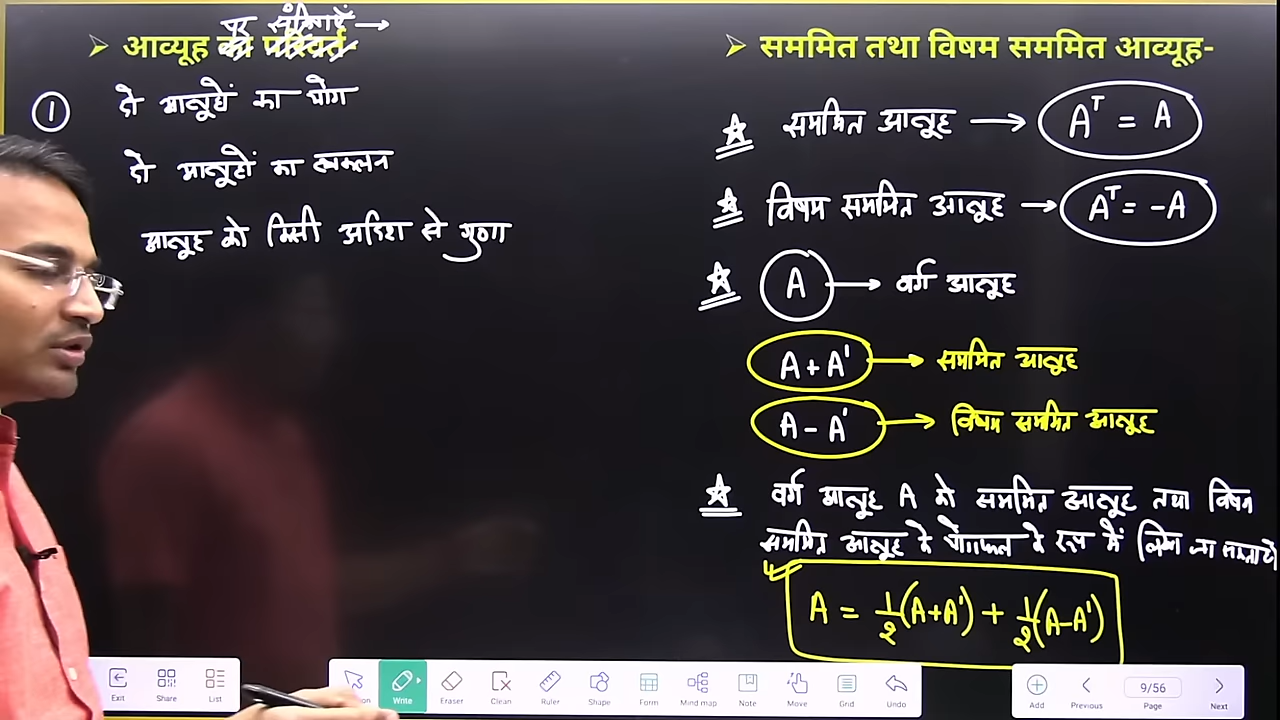 पर संक्रियाएँ →
➤ आव्यूह का परिवर्त-
① दो आव्यूहों का योग
दो आव्यूहों का व्यवकलन
आव्यूह को किसी अदिश से गुणा
➤ सममित तथा विषम सममित आव्यूह-
☆ सममित आव्यूह → Aᵀ = A
☆ विषम सममित आव्यूह → Aᵀ = -A
☆ A → वर्ग आव्यूह
A + A' → सममित आव्यूह
A - A' → विषम सममित आव्यूह
☆ वर्ग आव्यूह A को सममित आव्यूह तथा विषम
सममित आव्यूह के योगफल के रूप में लिखा जा सकता है
A = 1/2(A+A') + 1/2(A-A')
Exit Share List Write Eraser Clean Ruler Shape Form Mind map Note Move Grid Undo Add Previous 9/56 Page Next